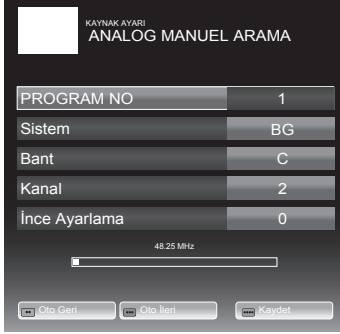 KAYNAK AYARI
ANALOG MANUEL ARAMA
PROGRAM NO 1
Sistem BG
Bant C
Kanal 2
İnce Ayarlama 0
48.25 MHz
Oto Geri Oto İleri Kaydet